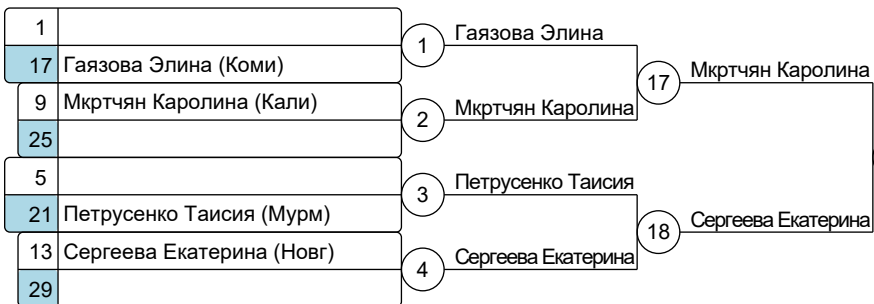 1
17 Гаязова Элина (Коми)
9 Мкртчян Каролина (Кали)
25
5
21 Петрусенко Таисия (Мурм)
13 Сергеева Екатерина (Новг)
29
1 Гаязова Элина
2 Мкртчян Каролина
3 Петрусенко Таисия
4 Сергеева Екатерина
17 Мкртчян Каролина
18 Сергеева Екатерина